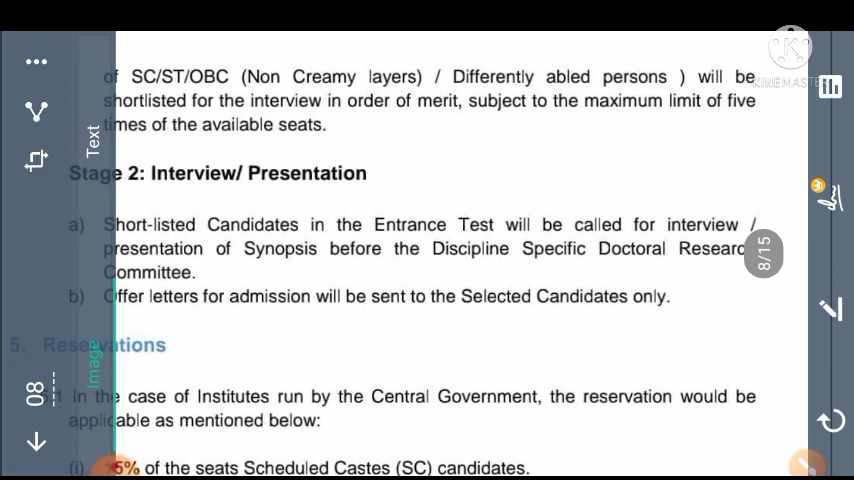 of SC/ST/OBC (Non Creamy layers) / Differently abled persons ) will be
shortlisted for the interview in order of merit, subject to the maximum limit of five
times of the available seats.
Stage 2: Interview/ Presentation
a) Short-listed Candidates in the Entrance Test will be called for interview /
presentation of Synopsis before the Discipline Specific Doctoral Research
Committee.
b) Offer letters for admission will be sent to the Selected Candidates only.
5. Reservations
5.1 In the case of Institutes run by the Central Government, the reservation would be
applicable as mentioned below:
(i). 15% of the seats Scheduled Castes (SC) candidates.
Text
Image
08
8/15
KINEMASTER